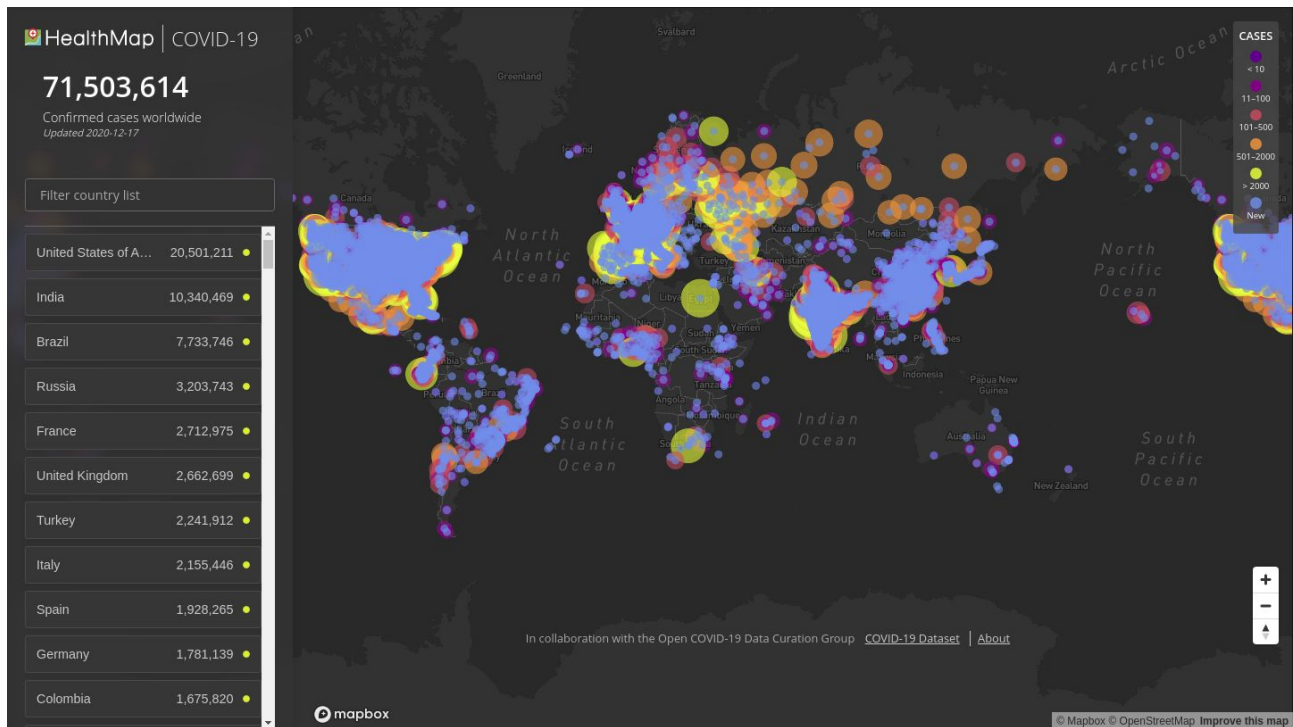 HealthMap | COVID-19
71,503,614
Confirmed cases worldwide
Updated 2020-12-17
Filter country list
United States of A... 20,501,211
India 10,340,469
Brazil 7,733,746
Russia 3,203,743
France 2,712,975
United Kingdom 2,662,699
Turkey 2,241,912
Italy 2,155,446
Spain 1,928,265
Germany 1,781,139
Colombia 1,675,820
Svalbard
Greenland
Arctic Ocean
Canada
North
Atlantic
Ocean
Kazakhstan
Mongolia
Turkey
Libya
Egypt
Mauritania
Niger
Sudan
Yemen
South Sudan
Indonesia
Papua New
Guinea
Angola
South
Atlantic
Ocean
Indian
Ocean
Australia
New Zealand
North
Pacific
Ocean
South
Pacific
Ocean
CASES
< 10
11–100
101–500
501–2000
> 2000
New
+
−
In collaboration with the Open COVID-19 Data Curation Group COVID-19 Dataset | About
mapbox
© Mapbox © OpenStreetMap Improve this map